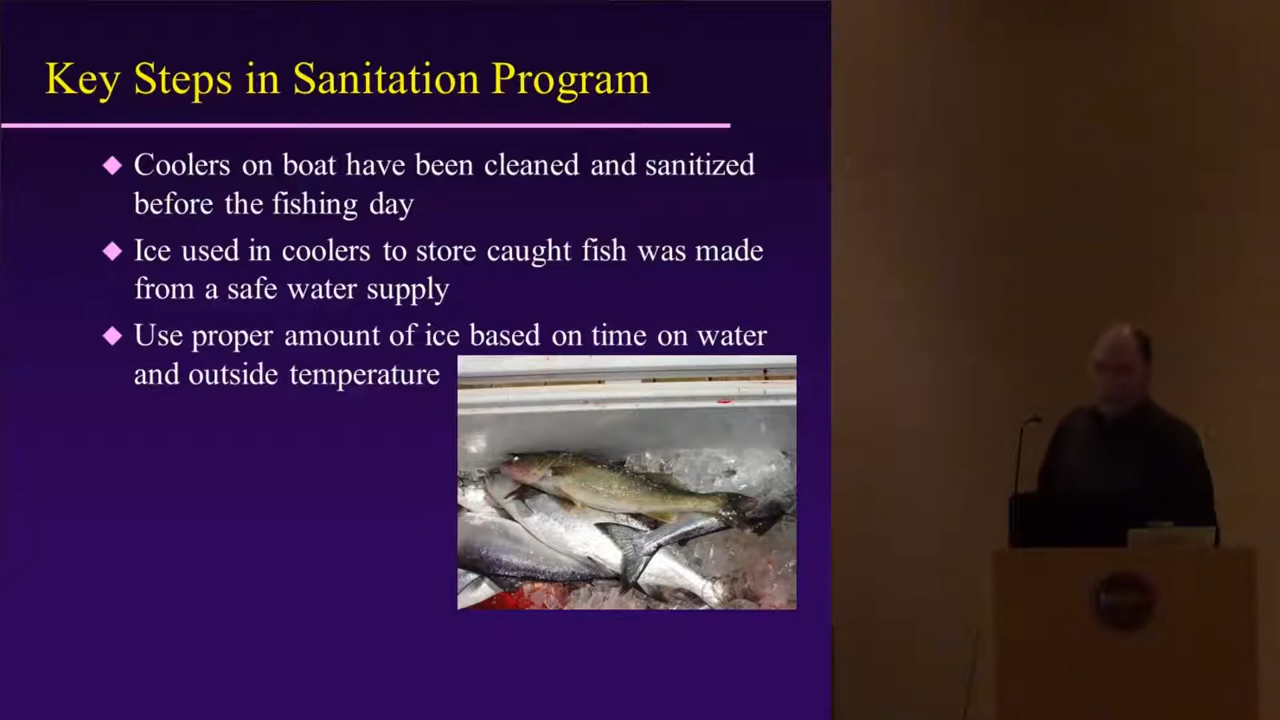 Key Steps in Sanitation Program
Coolers on boat have been cleaned and sanitized
before the fishing day
Ice used in coolers to store caught fish was made
from a safe water supply
Use proper amount of ice based on time on water
and outside temperature